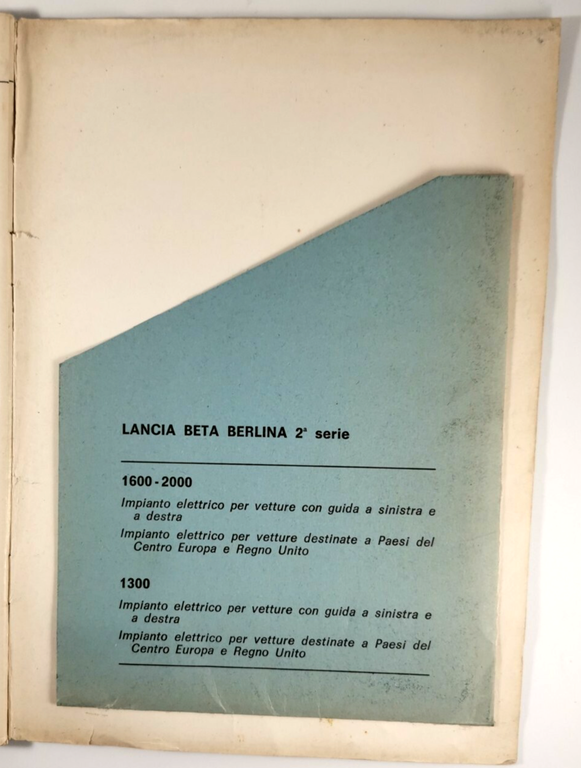 LANCIA BETA BERLINA 2ª serie
1600-2000
Impianto elettrico per vetture con guida a sinistra e
a destra
Impianto elettrico per vetture destinate a Paesi del
Centro Europa e Regno Unito
1300
Impianto elettrico per vetture con guida a sinistra e
a destra
Impianto elettrico per vetture destinate a Paesi del
Centro Europa e Regno Unito